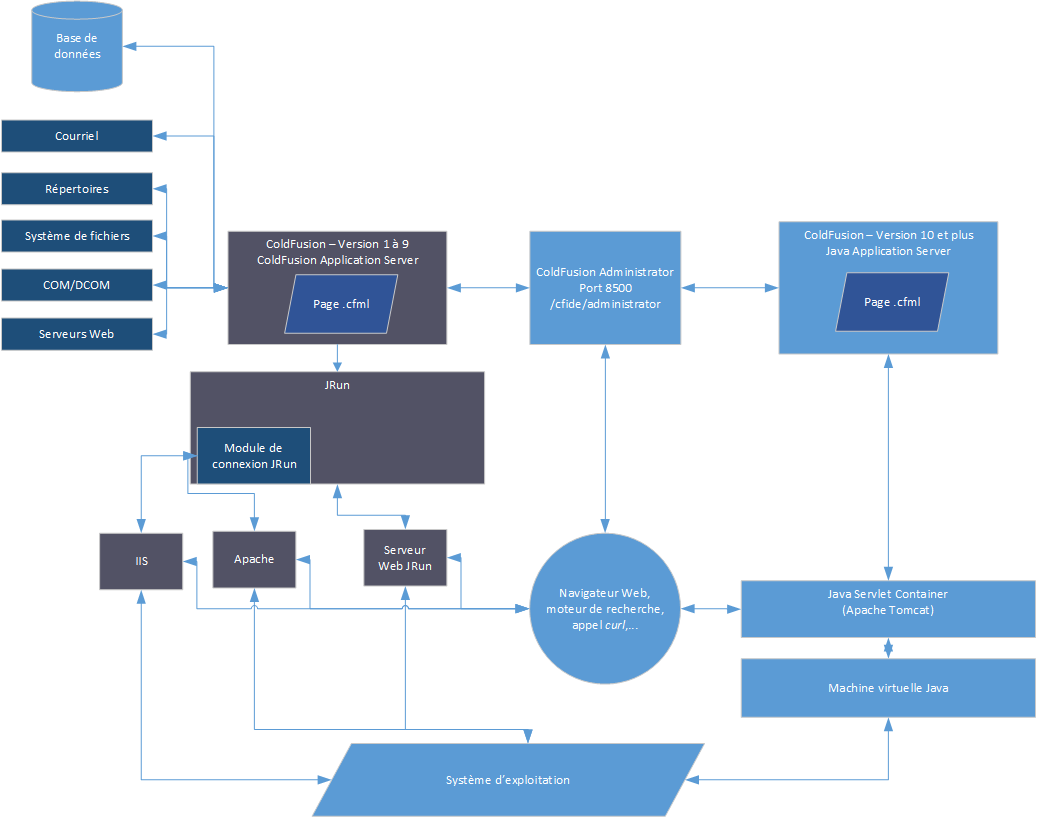 Base de
données
Courriel
Répertoires
Système de fichiers
COM/DCOM
Serveurs Web
ColdFusion – Version 1 à 9
ColdFusion Application Server
Page .cfml
ColdFusion Administrator
Port 8500
/cfide/administrator
ColdFusion – Version 10 et plus
Java Application Server
Page .cfml
JRun
Module de
connexion JRun
IIS
Apache
Serveur
Web JRun
Navigateur Web,
moteur de recherche,
appel curl,...
Java Servlet Container
(Apache Tomcat)
Machine virtuelle Java
Système d'exploitation